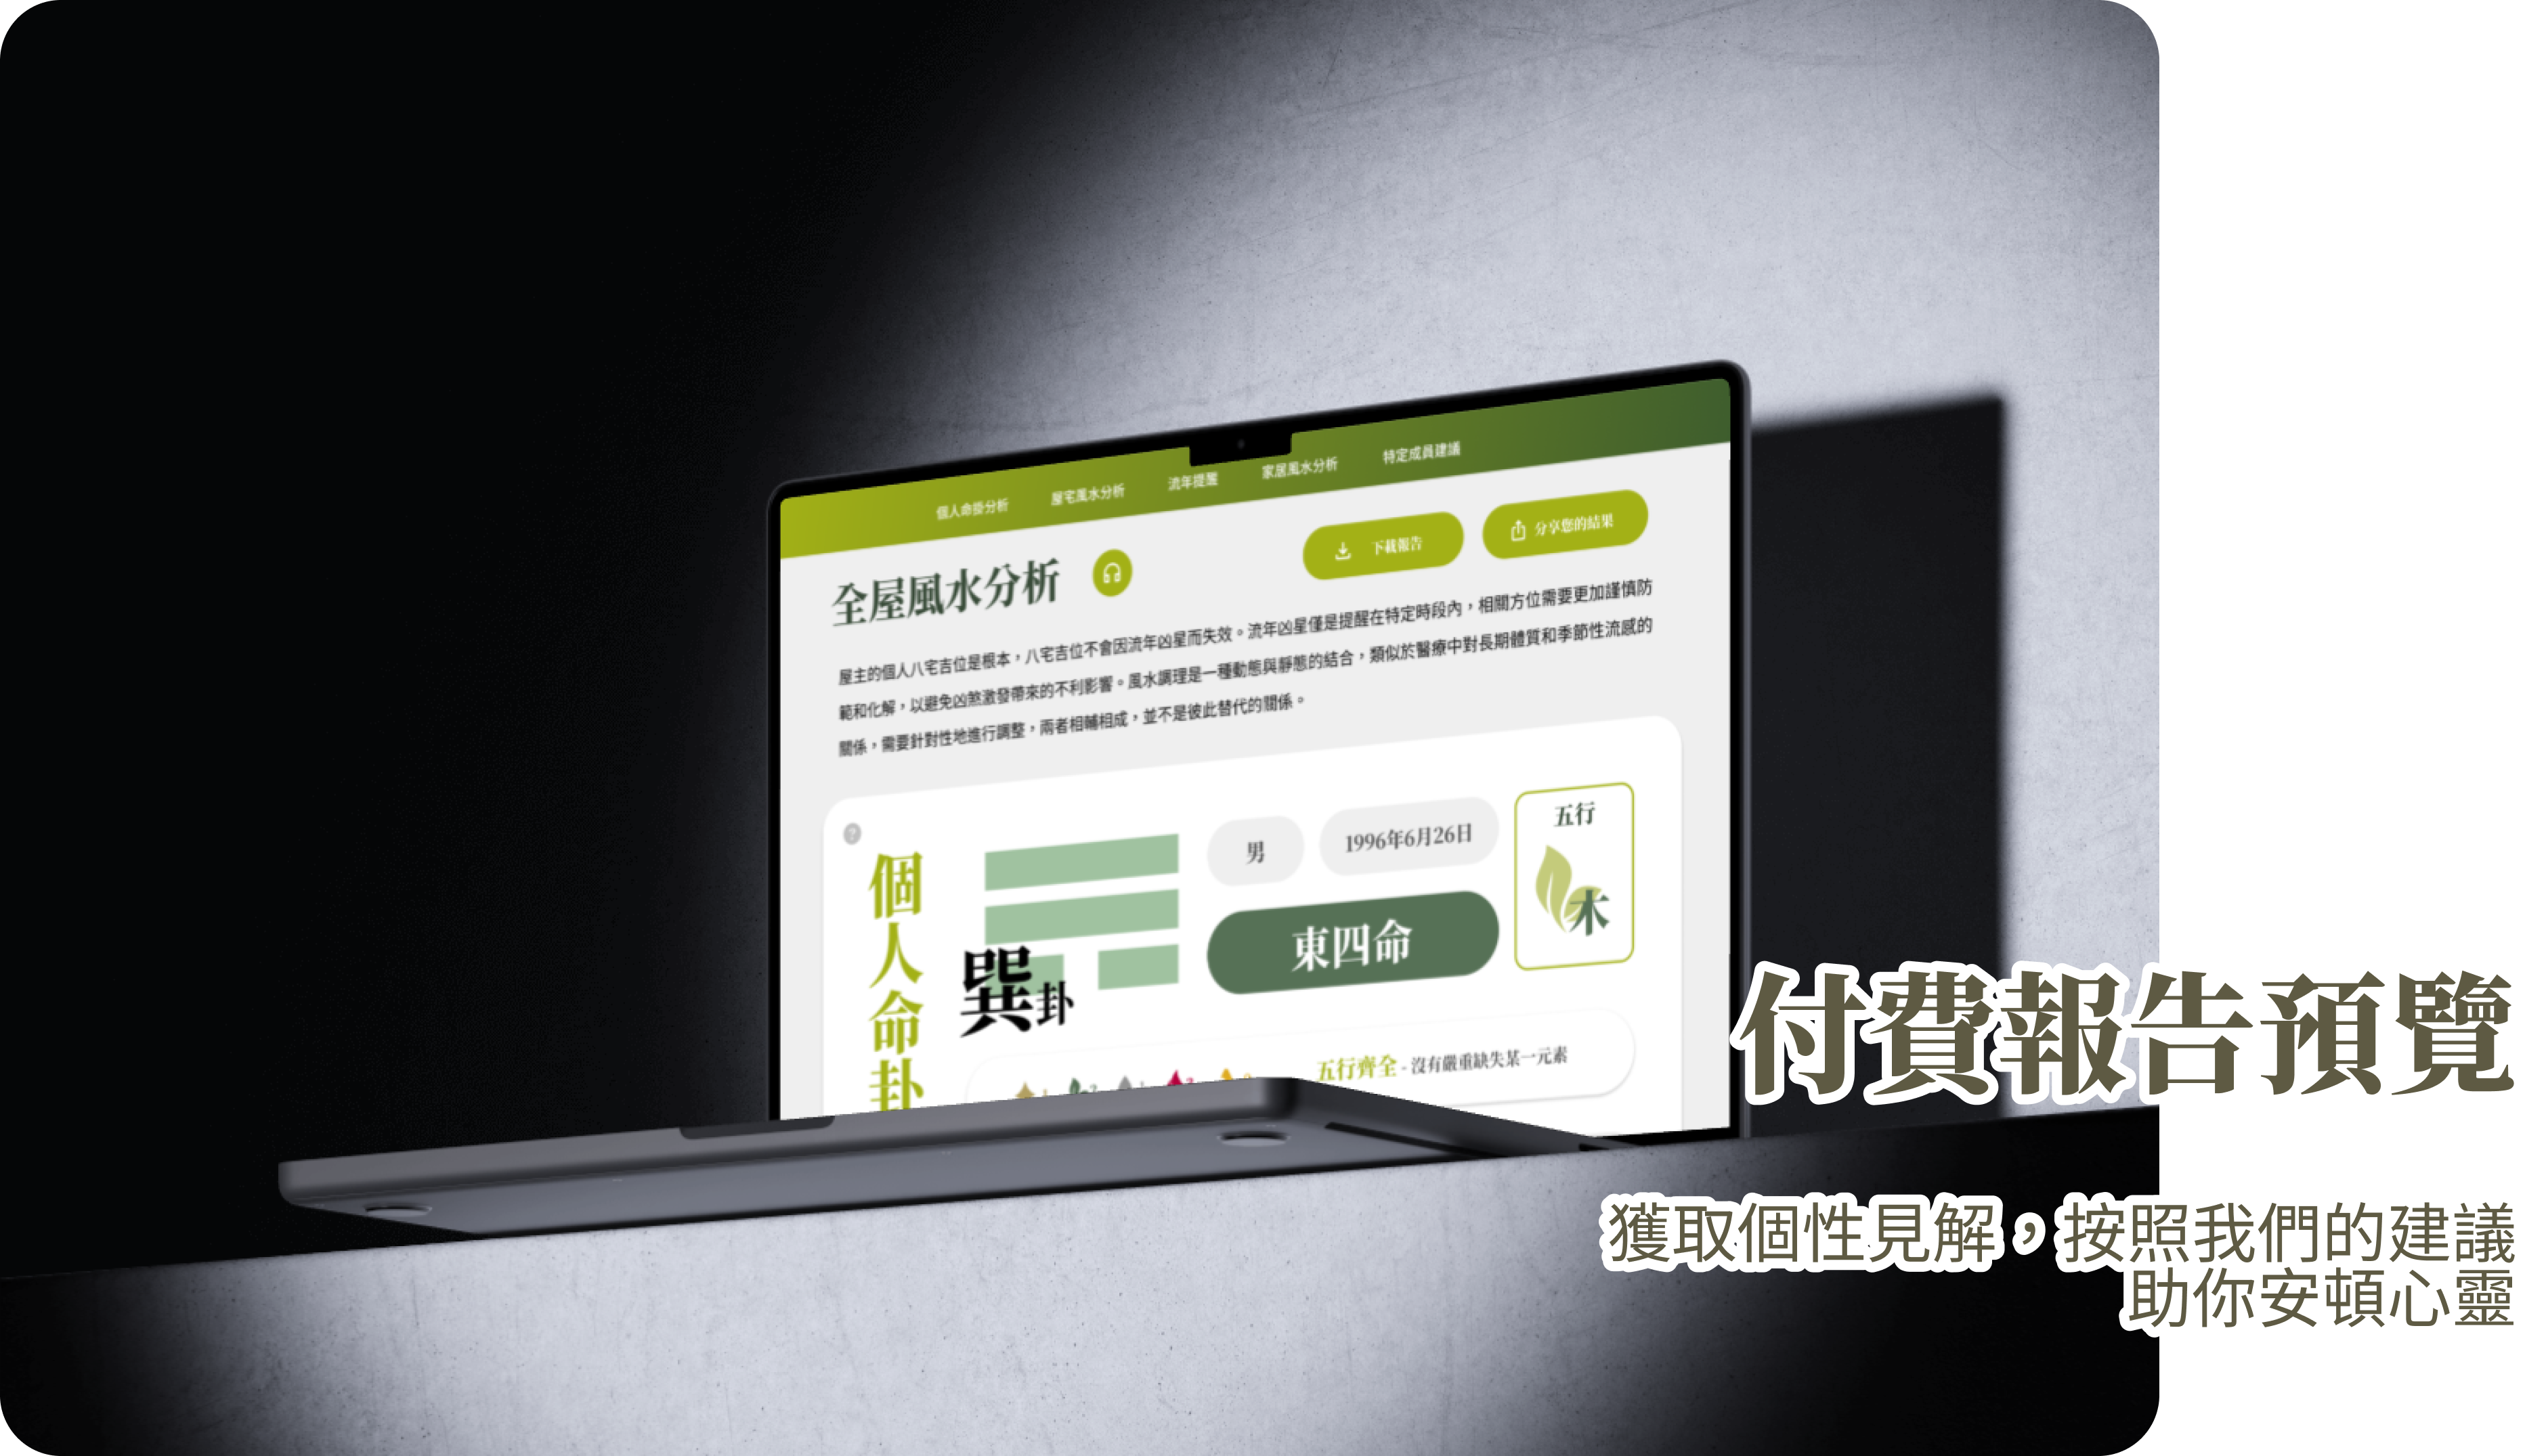 個人命掛分析 屋宅風水分析 流年提醒 家居風水分析 特定成員建議
全屋風水分析
下載報告
分享您的結果
屋主的個人八宅吉位是根本，八宅吉位不會因流年凶星而失效。流年凶星僅是提醒在特定時段內，相關方位需要更加謹慎防
範和化解，以避免凶煞激發帶來的不利影響。風水調理是一種動態與靜態的結合，類似於醫療中對長期體質和季節性流感的
關係，需要針對性地進行調整，兩者相輔相成，並不是彼此替代的關係。
?
個人命卦
巽卦
男
1996年6月26日
東四命
五行
木
五行齊全 - 沒有嚴重缺失某一元素
付費報告預覽
獲取個性見解，按照我們的建議
助你安頓心靈